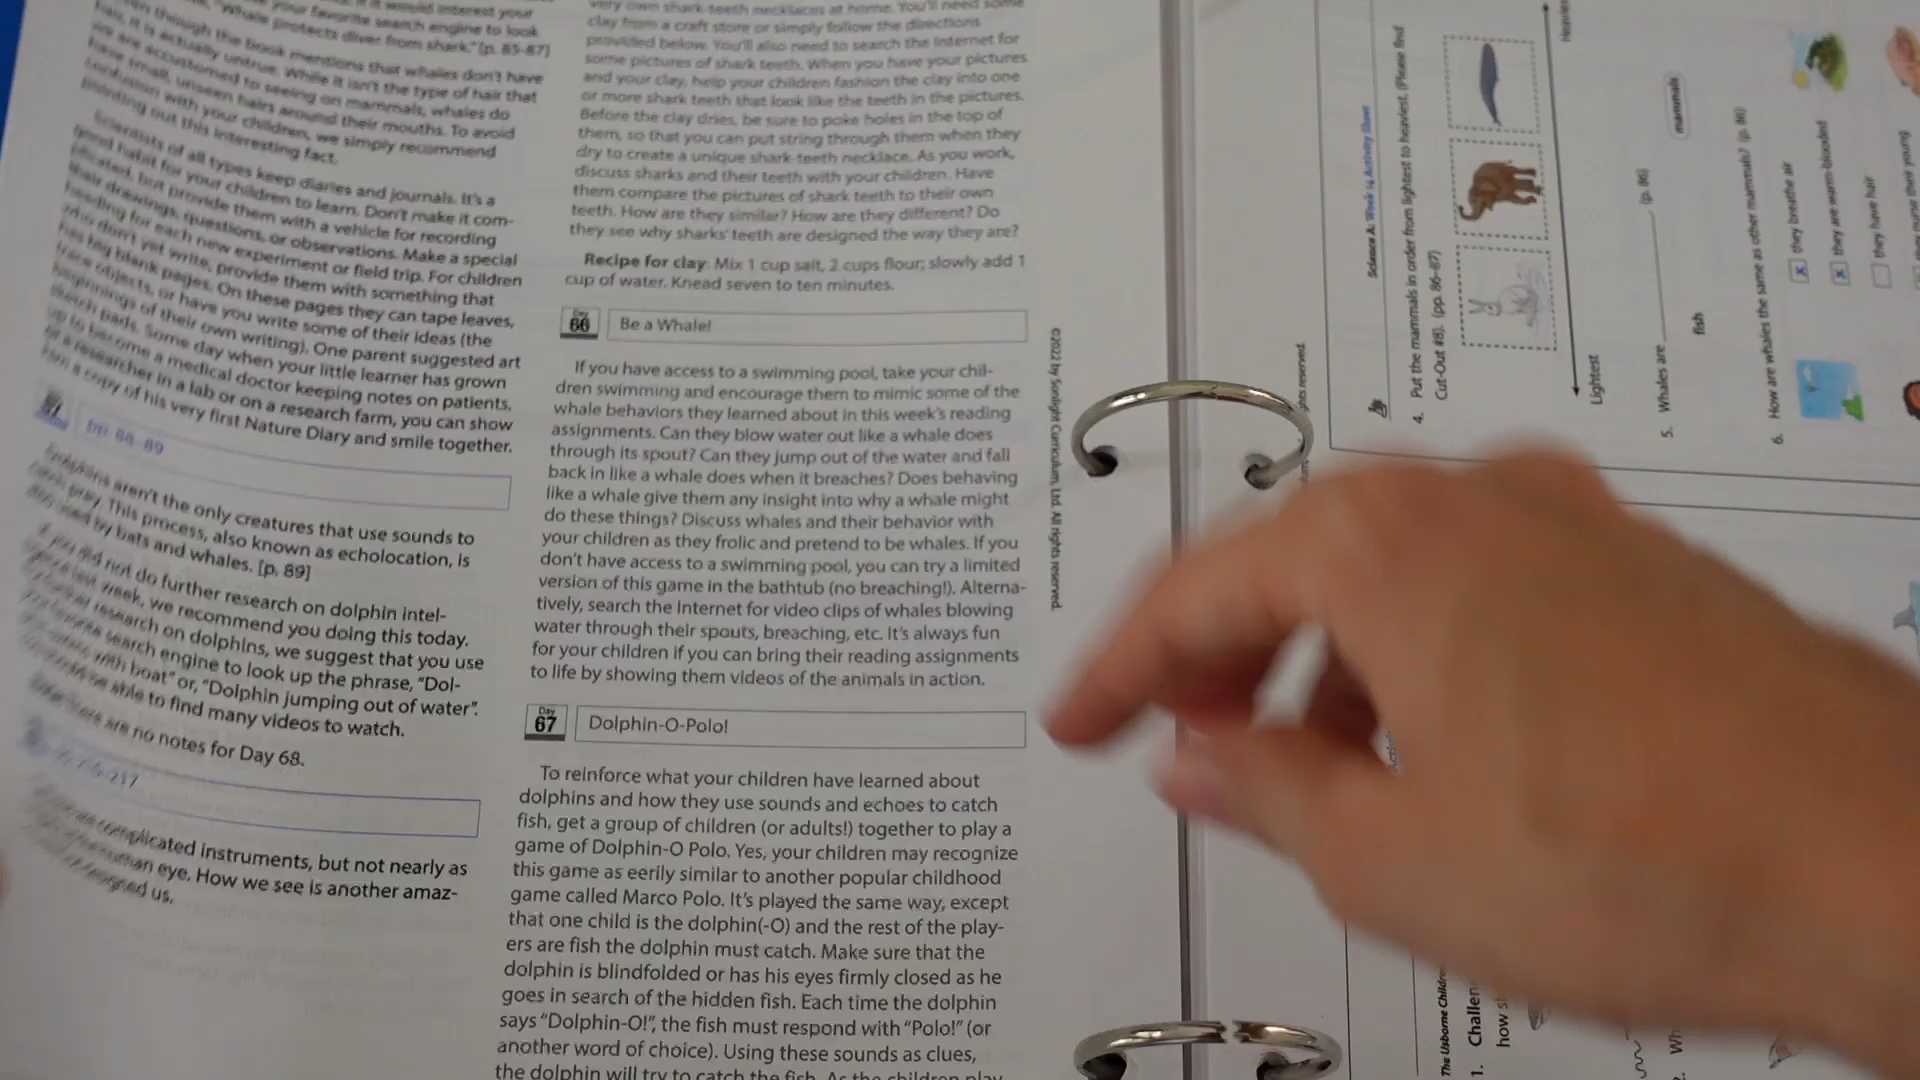 if it would interest your
your favorite search engine to look
"Whale protects diver from shark." [p. 85-87]
though the book mentions that whales don't have
hair, it is actually untrue. While it isn't the type of hair that
we are accustomed to seeing on mammals, whales do
have small, unseen hairs around their mouths. To avoid
confusion with your children, we simply recommend
pointing out this interesting fact.
Scientists of all types keep diaries and journals. It's a
good habit for your children to learn. Don't make it com-
plicated, but provide them with a vehicle for recording
their drawings, questions, or observations. Make a special
heading for each new experiment or field trip. For children
who don't yet write, provide them with something that
has big blank pages. On these pages they can tape leaves,
trace objects, or have you write some of their ideas (the
beginnings of their own writing). One parent suggested art
sketch pads. Some day when your little learner has grown
up to become a medical doctor keeping notes on patients,
or a researcher in a lab or on a research farm, you can show
him a copy of his very first Nature Diary and smile together.
67
pp. 88-89
Dolphins aren't the only creatures that use sounds to
prey. This process, also known as echolocation, is
used by bats and whales. [p. 89]
If you did not do further research on dolphin intel-
week, we recommend you doing this today.
research on dolphins, we suggest that you use
search engine to look up the phrase, "Dol-
with boat" or, "Dolphin jumping out of water".
be able to find many videos to watch.
there are no notes for Day 68.
complicated instruments, but not nearly as
human eye. How we see is another amaz-
designed us.
very own shark-teeth necklaces at home. You'll need some
clay from a craft store or simply follow the directions
provided below. You'll also need to search the Internet for
some pictures of shark teeth. When you have your pictures
and your clay, help your children fashion the clay into one
or more shark teeth that look like the teeth in the pictures.
Before the clay dries, be sure to poke holes in the top of
them, so that you can put string through them when they
dry to create a unique shark-teeth necklace. As you work,
discuss sharks and their teeth with your children. Have
them compare the pictures of shark teeth to their own
teeth. How are they similar? How are they different? Do
they see why sharks' teeth are designed the way they are?
Recipe for clay: Mix 1 cup salt, 2 cups flour; slowly add 1
cup of water. Knead seven to ten minutes.
Day
66
Be a Whale!
If you have access to a swimming pool, take your chil-
dren swimming and encourage them to mimic some of the
whale behaviors they learned about in this week's reading
assignments. Can they blow water out like a whale does
through its spout? Can they jump out of the water and fall
back in like a whale does when it breaches? Does behaving
like a whale give them any insight into why a whale might
do these things? Discuss whales and their behavior with
your children as they frolic and pretend to be whales. If you
don't have access to a swimming pool, you can try a limited
version of this game in the bathtub (no breaching!). Alterna-
tively, search the Internet for video clips of whales blowing
water through their spouts, breaching, etc. It's always fun
for your children if you can bring their reading assignments
to life by showing them videos of the animals in action.
Day
67
Dolphin-O-Polo!
To reinforce what your children have learned about
dolphins and how they use sounds and echoes to catch
fish, get a group of children (or adults!) together to play a
game of Dolphin-O Polo. Yes, your children may recognize
this game as eerily similar to another popular childhood
game called Marco Polo. It's played the same way, except
that one child is the dolphin(-O) and the rest of the play-
ers are fish the dolphin must catch. Make sure that the
dolphin is blindfolded or has his eyes firmly closed as he
goes in search of the hidden fish. Each time the dolphin
says "Dolphin-O!", the fish must respond with "Polo!" (or
another word of choice). Using these sounds as clues,
the dolphin will try to catch the fish. As the children play
©2022 by Sonlight Curriculum, Ltd. All rights reserved.
rights reserved.
Science A: Week 14 Activity Sheet
4. Put the mammals in order from lightest to heaviest. (Please find
Cut-Out #8). (pp. 86-87)
Lightest
Heaviest
5. Whales are (p. 86)
fish
mammals
6. How are whales the same as other mammals? (p. 86)
x they breathe air
x they are warm-blooded
they have hair
they nurse their young
The Usborne Children
1. Challen
how s
2. Wh